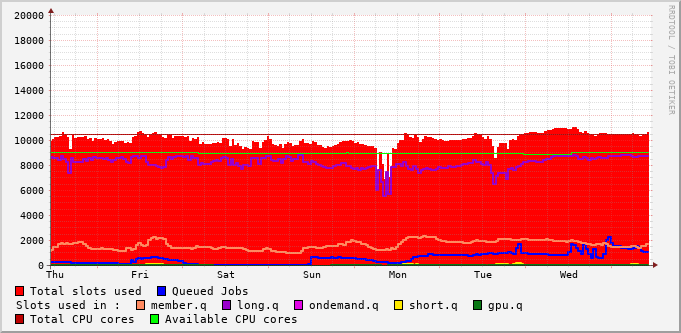 RRDTOOL / TOBI OETIKER
20000
18000
16000
14000
12000
10000
8000
6000
4000
2000
0
Thu Fri Sat Sun Mon Tue Wed
Total slots used Queued Jobs
Slots used in : member.q long.q ondemand.q short.q gpu.q
Total CPU cores Available CPU cores